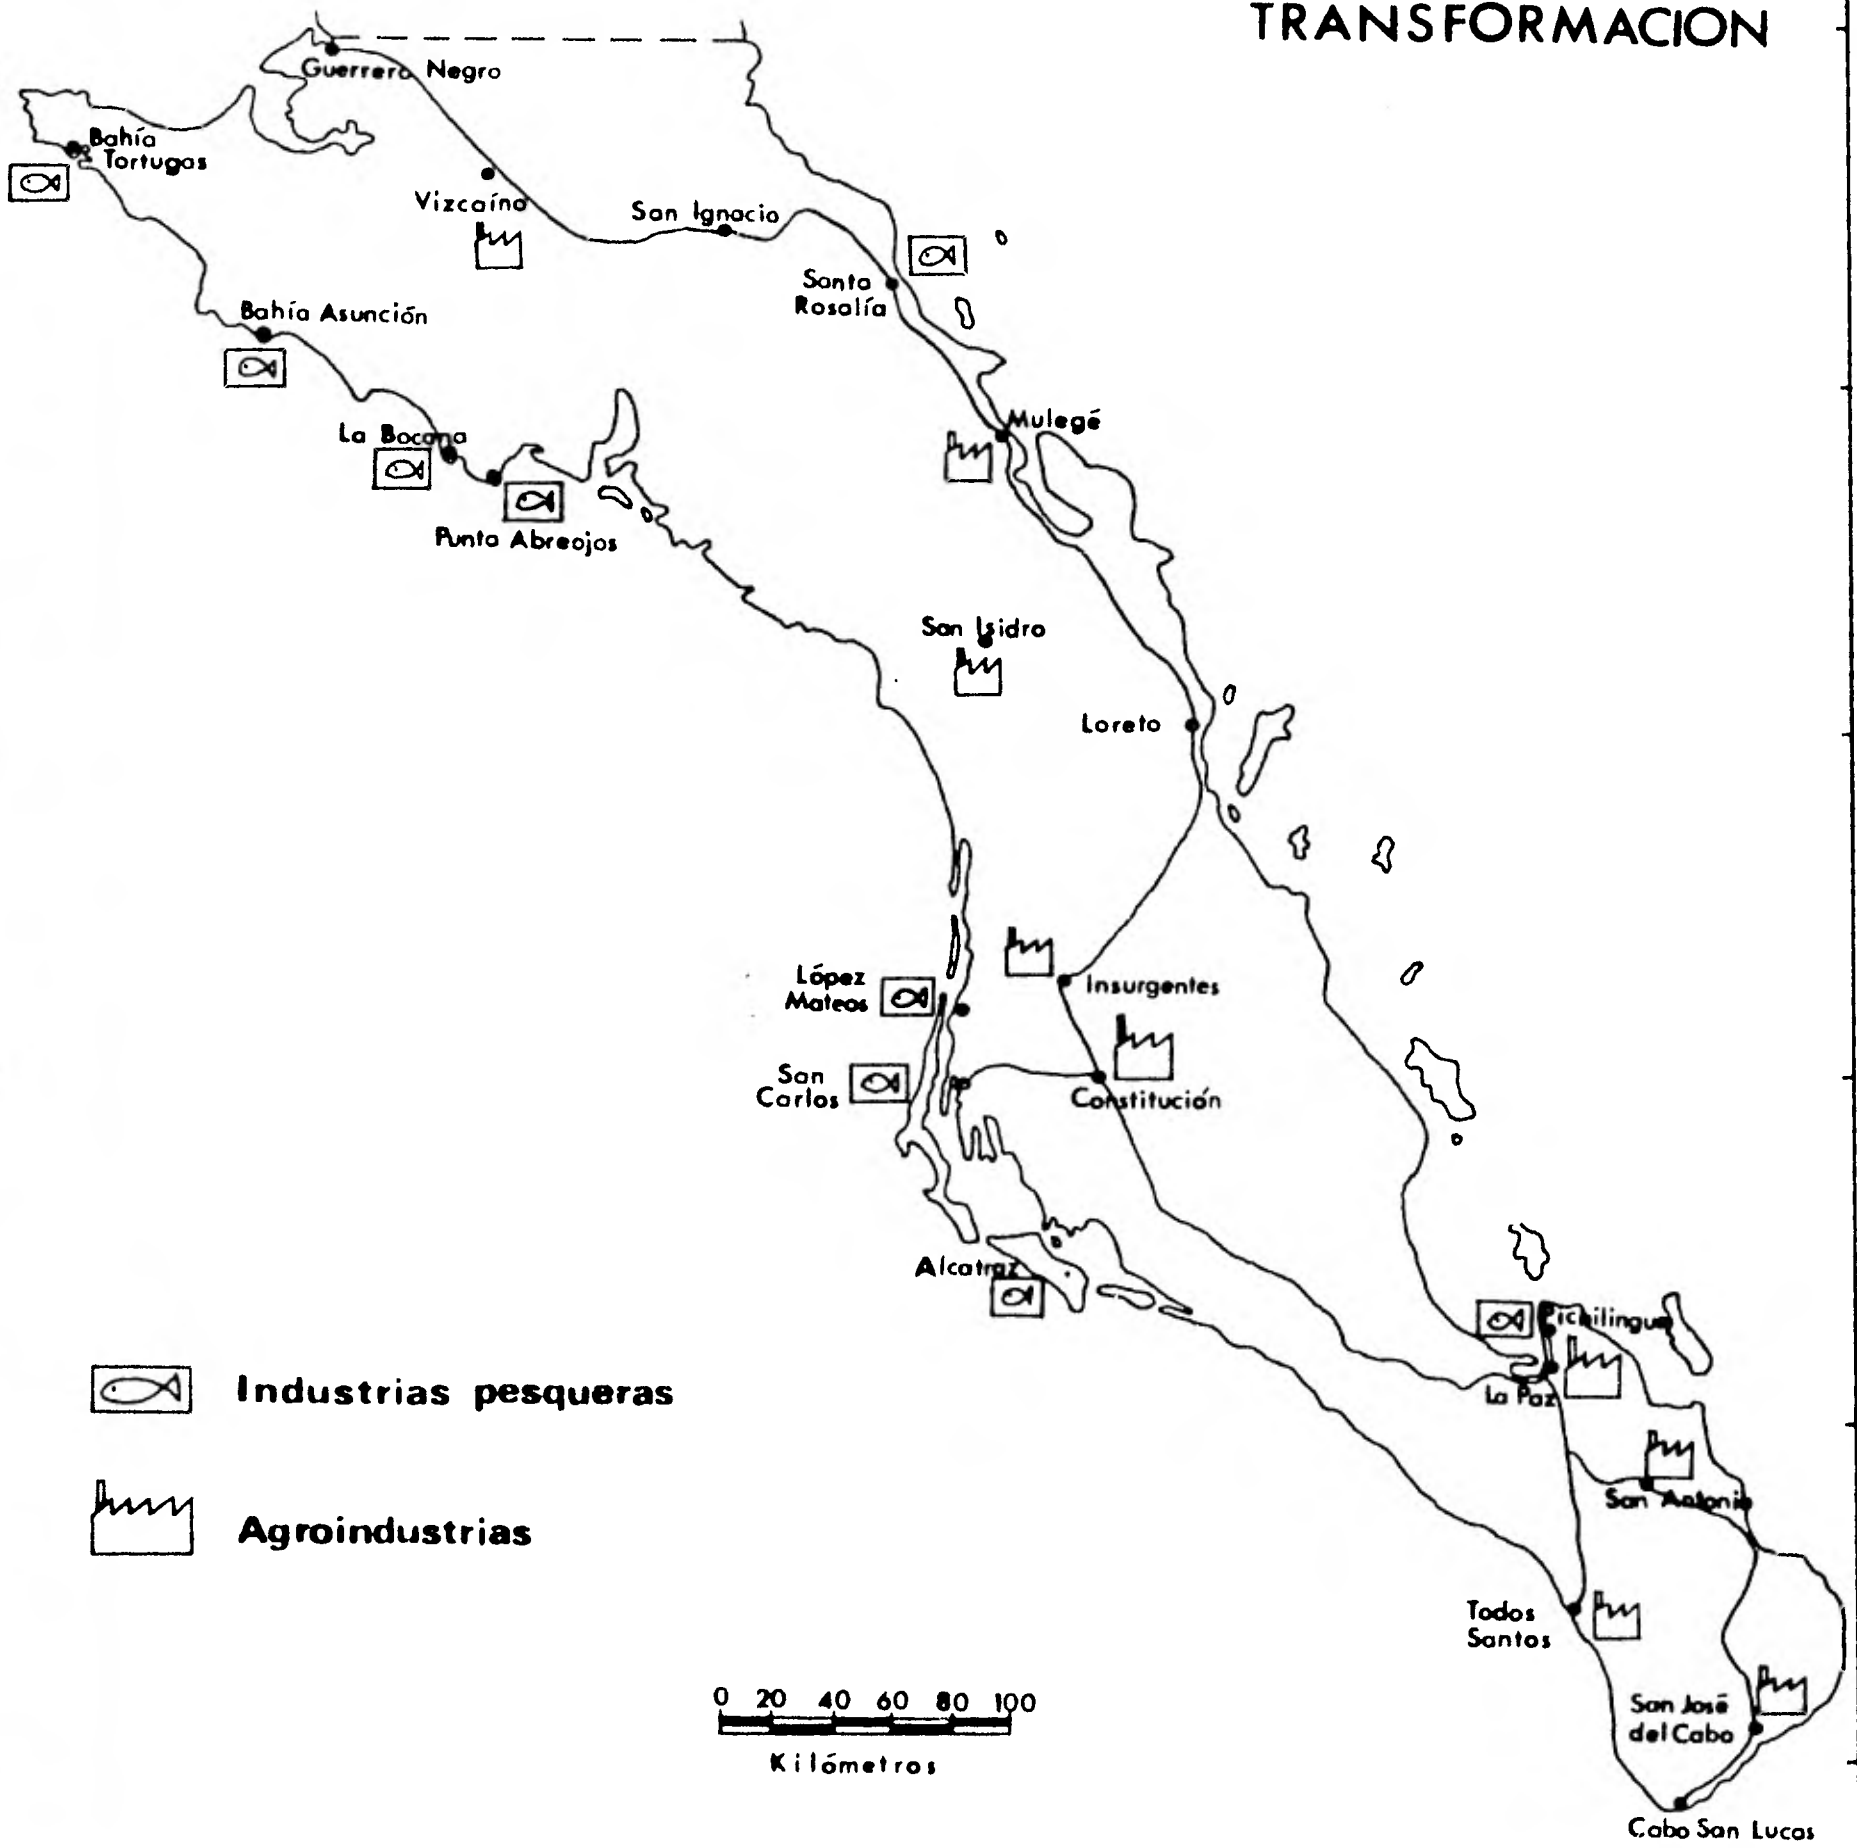 TRANSFORMACION
Guerrero Negro
Bahía
Tortugas
Vizcaíno
San Ignacio
Santa
Rosalía
Bahía Asunción
La Bocana
Mulegé
Punta Abreojos
San Isidro
Loreto
López
Mateos
Insurgentes
San
Carlos
Constitución
Alcatraz
Pichilingue
La Paz
Industrias pesqueras
San Antonio
Agroindustrias
Todos
Santos
San José
del Cabo
0 20 40 60 80 100
Kilómetros
Cabo San Lucas